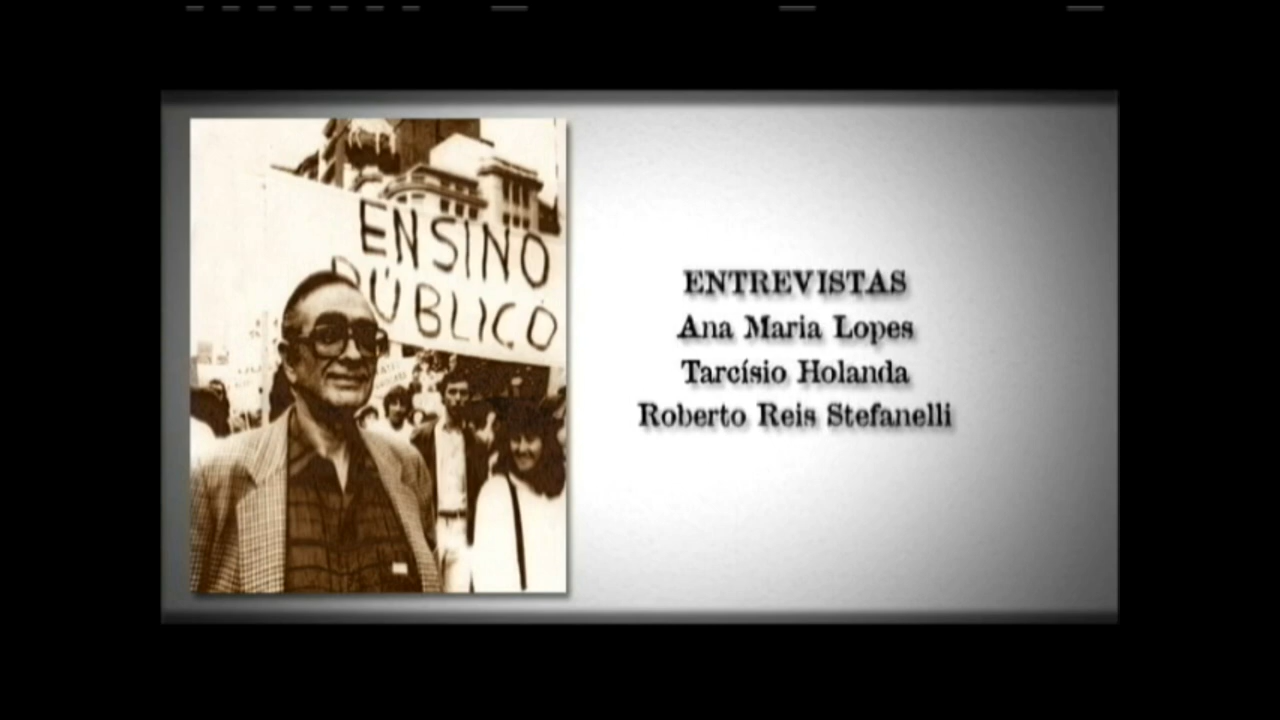 ENSINO
PÚBLICO
ENTREVISTAS
Ana Maria Lopes
Tarcísio Holanda
Roberto Reis Stefanelli